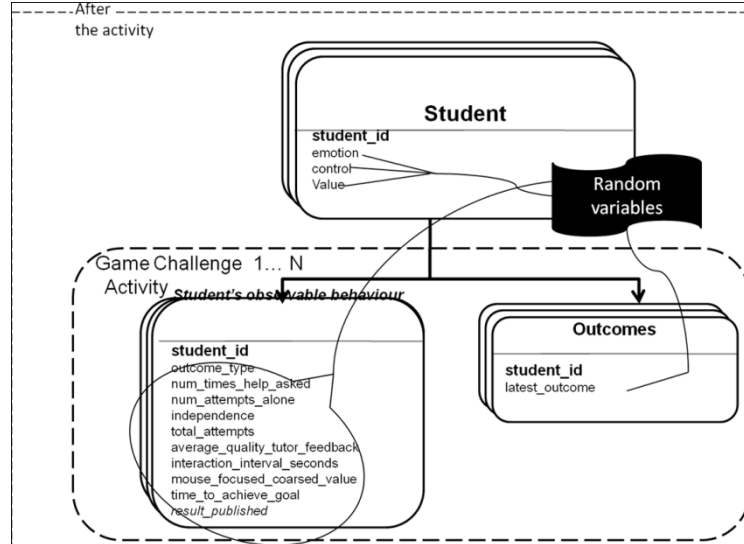 After
the activity
Student
student_id
emotion
control
Value
Random
variables
Game Challenge 1... N
Activity
Student's observable behaviour
student_id
outcome_type
num_times_help_asked
num_attempts_alone
independence
total_attempts
average_quality_tutor_feedback
interaction_interval_seconds
mouse_focused_coarsed_value
time_to_achieve_goal
result_published
Outcomes
student_id
latest_outcome